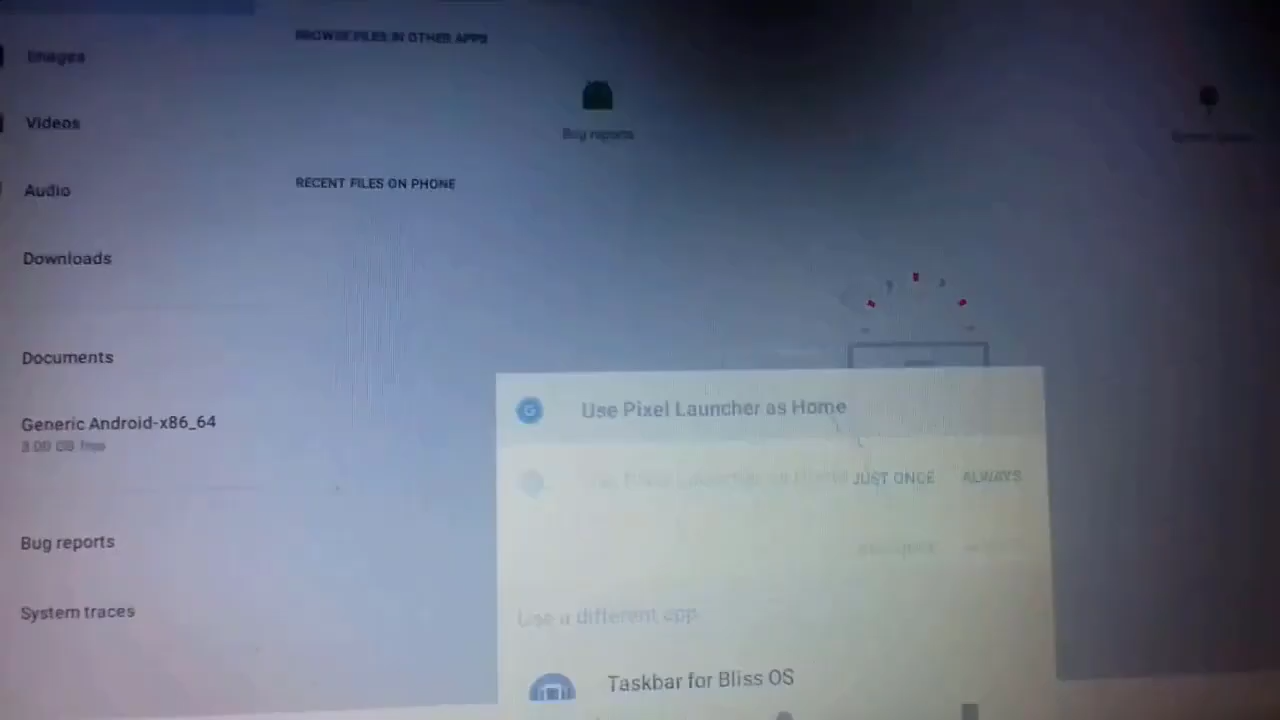 BROWSE FILES IN OTHER APPS
Images
Bug reports
Videos
RECENT FILES ON PHONE
Audio
Downloads
Documents
Use Pixel Launcher as Home
Generic Android-x86_64
JUST ONCE
ALWAYS
Bug reports
Use a different app
System traces
Taskbar for Bliss OS